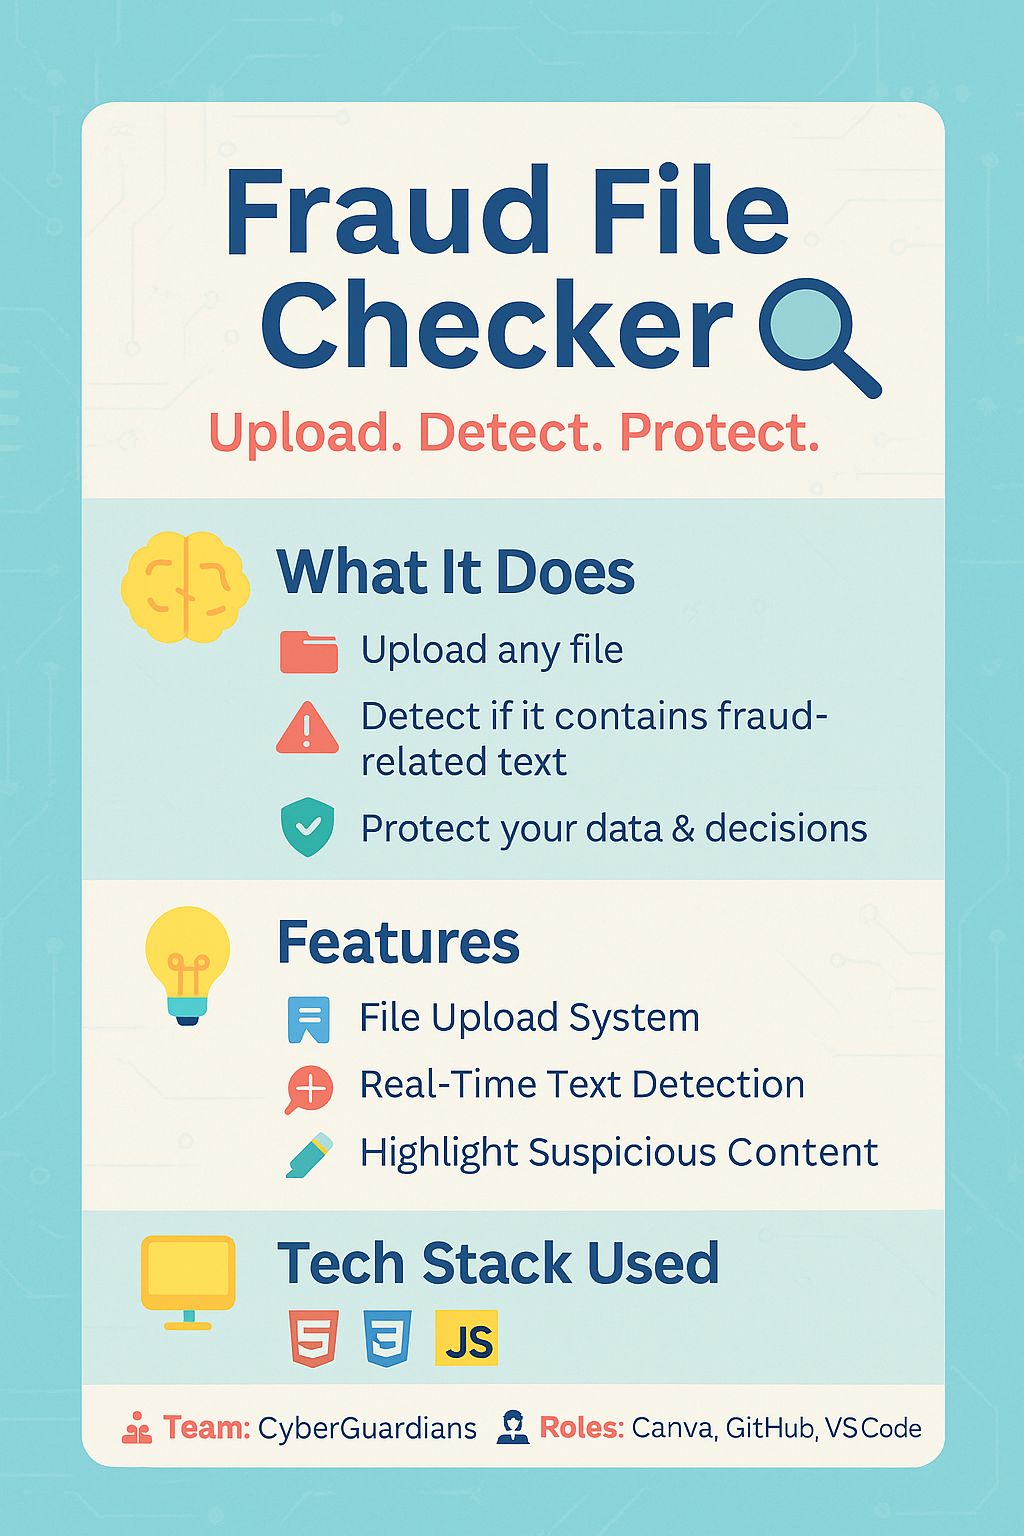 Fraud File
Checker
Upload. Detect. Protect.
What It Does
Upload any file
Detect if it contains fraud-
related text
Protect your data & decisions
Features
File Upload System
Real-Time Text Detection
Highlight Suspicious Content
Tech Stack Used
5 3 JS
Team: CyberGuardians Roles: Canva, GitHub, VSCode